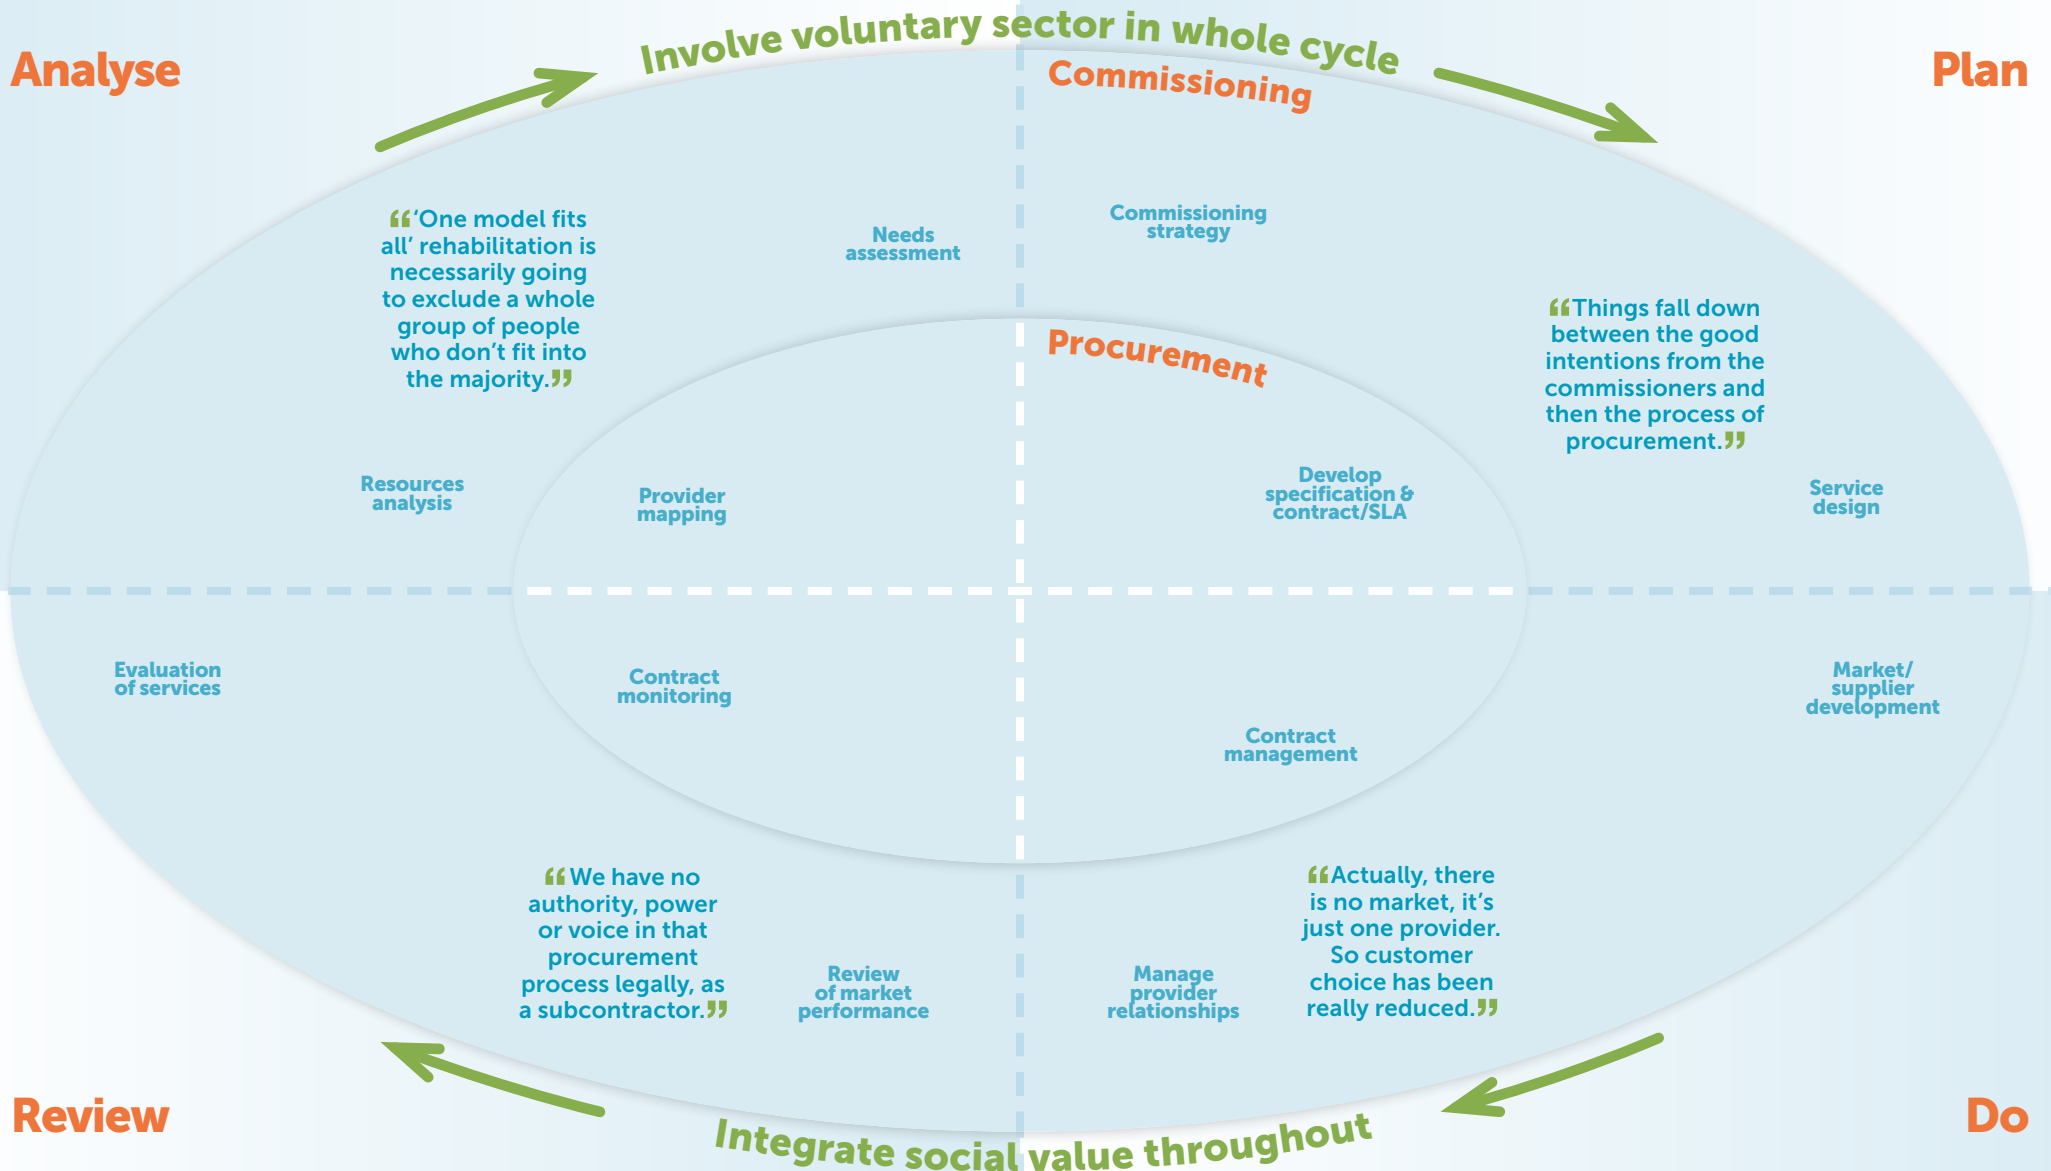 Involve voluntary sector in whole cycle
Analyse
Plan
Commissioning
“‘One model fits
all’ rehabilitation is
necessarily going
to exclude a whole
group of people
who don’t fit into
the majority.”
Needs
assessment
Commissioning
strategy
“Things fall down
between the good
intentions from the
commissioners and
then the process of
procurement.”
Procurement
Resources
analysis
Provider
mapping
Develop
specification &
contract/SLA
Service
design
Evaluation
of services
Contract
monitoring
Contract
management
Market/
supplier
development
“We have no
authority, power
or voice in that
procurement
process legally, as
a subcontractor.”
Review
of market
performance
Manage
provider
relationships
“Actually, there
is no market, it’s
just one provider.
So customer
choice has been
really reduced.”
Review
Do
Integrate social value throughout